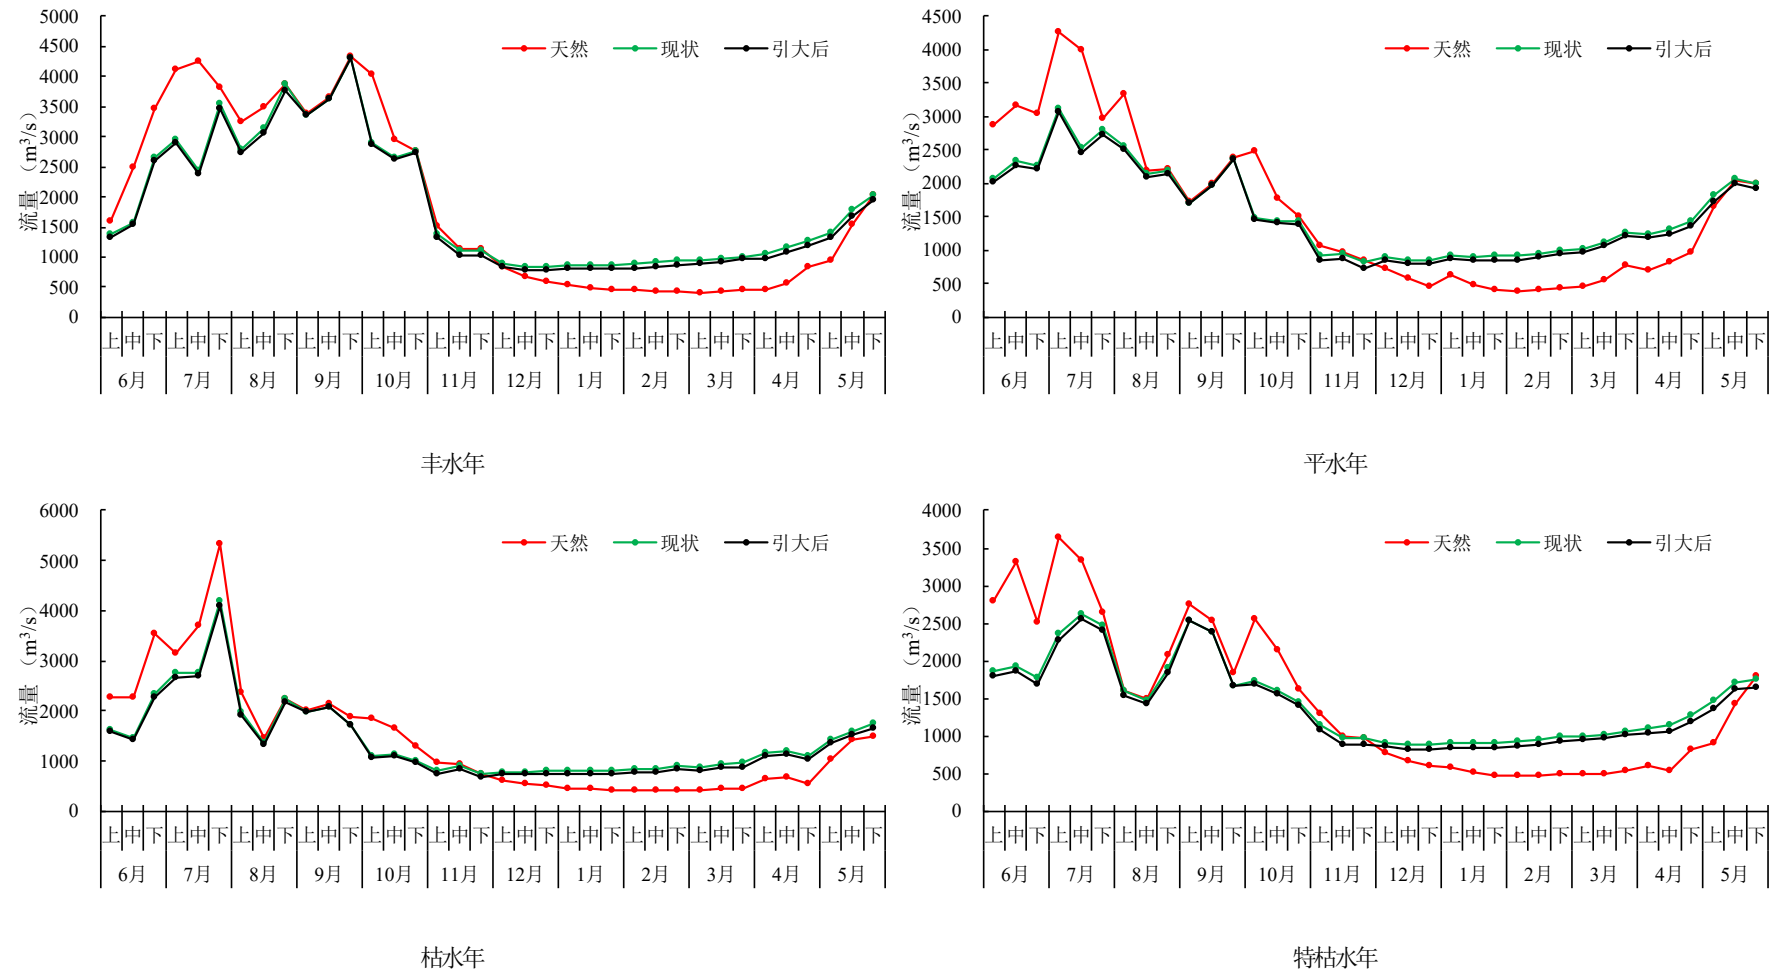 5000
4500
4000
3500
3000
2500
2000
1500
1000
500
0
流量（m³/s）
天然 现状 引大后
上 中 下 上 中 下 上 中 下 上 中 下 上 中 下 上 中 下 上 中 下 上 中 下 上 中 下 上 中 下 上 中 下 上 中 下
6月 7月 8月 9月 10月 11月 12月 1月 2月 3月 4月 5月
丰水年
4500
4000
3500
3000
2500
2000
1500
1000
500
0
流量（m³/s）
天然 现状 引大后
上 中 下 上 中 下 上 中 下 上 中 下 上 中 下 上 中 下 上 中 下 上 中 下 上 中 下 上 中 下 上 中 下 上 中 下
6月 7月 8月 9月 10月 11月 12月 1月 2月 3月 4月 5月
平水年
6000
5000
4000
3000
2000
1000
0
流量（m³/s）
天然 现状 引大后
上 中 下 上 中 下 上 中 下 上 中 下 上 中 下 上 中 下 上 中 下 上 中 下 上 中 下 上 中 下 上 中 下 上 中 下
6月 7月 8月 9月 10月 11月 12月 1月 2月 3月 4月 5月
枯水年
4000
3500
3000
2500
2000
1500
1000
500
0
流量（m³/s）
天然 现状 引大后
上 中 下 上 中 下 上 中 下 上 中 下 上 中 下 上 中 下 上 中 下 上 中 下 上 中 下 上 中 下 上 中 下 上 中 下
6月 7月 8月 9月 10月 11月 12月 1月 2月 3月 4月 5月
特枯水年